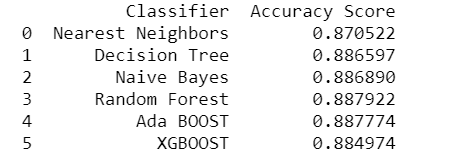 Classifier Accuracy Score
0 Nearest Neighbors 0.870522
1 Decision Tree 0.886597
2 Naive Bayes 0.886890
3 Random Forest 0.887922
4 Ada BOOST 0.887774
5 XGBOOST 0.884974